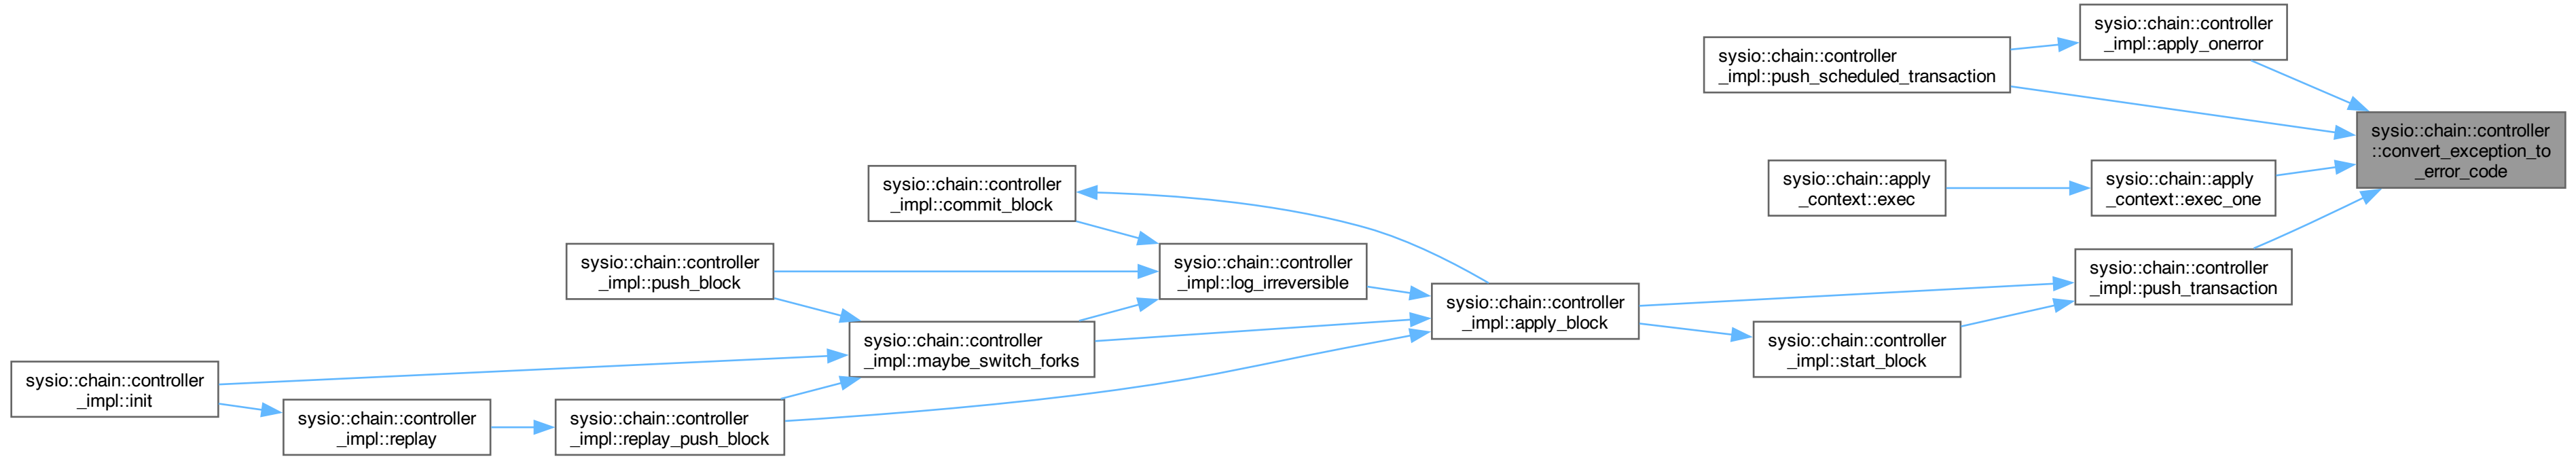 sysio::chain::controller
_impl::apply_onerror
sysio::chain::controller
_impl::push_scheduled_transaction
sysio::chain::controller
::convert_exception_to
_error_code
sysio::chain::apply
_context::exec
sysio::chain::apply
_context::exec_one
sysio::chain::controller
_impl::commit_block
sysio::chain::controller
_impl::push_block
sysio::chain::controller
_impl::log_irreversible
sysio::chain::controller
_impl::push_transaction
sysio::chain::controller
_impl::apply_block
sysio::chain::controller
_impl::maybe_switch_forks
sysio::chain::controller
_impl::start_block
sysio::chain::controller
_impl::init
sysio::chain::controller
_impl::replay
sysio::chain::controller
_impl::replay_push_block